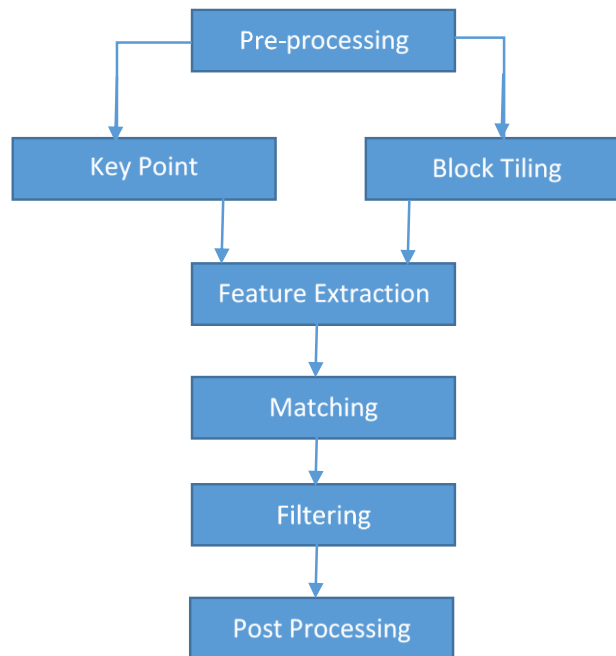 Pre-processing
Key Point
Block Tiling
Feature Extraction
Matching
Filtering
Post Processing